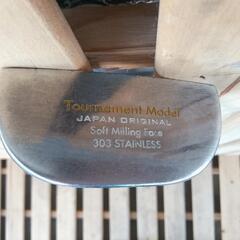 Tournament Model
JAPAN ORIGINAL
Soft Milling Face
303 STAINLESS